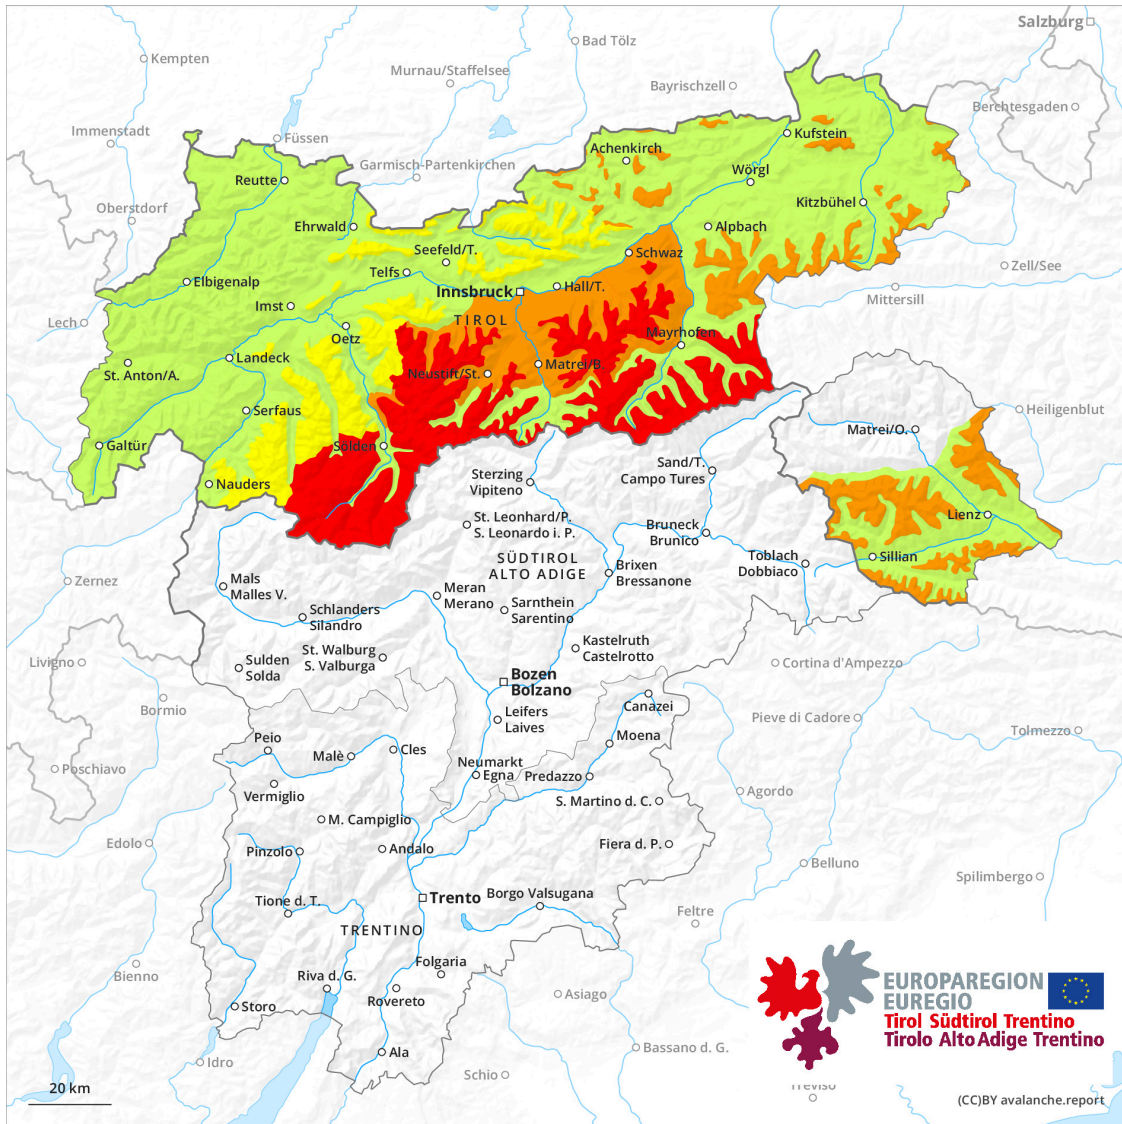 Salzburg
Bad Tölz
Kempten
Murnau/Staffelsee
Bayrischzell
Berchtesgaden
Immenstadt
Füssen
Kufstein
Achenkirch
Garmisch-Partenkirchen
Wörgl
Reutte
Oberstdorf
Kitzbühel
Ehrwald
Alpbach
Seefeld/T.
Schwaz
Telfs
Zell/See
Elbigenalp
Innsbruck
Hall/T.
Mittersill
Imst
Lech
TIROL
Oetz
Mayrhofen
Landeck
St. Anton/A.
Matrei/B.
Neustift/St.
Serfaus
Heiligenblut
Matrei/O.
Galtür
Sölden
Sterzing
Vipiteno
Sand/T.
Campo Tures
Nauders
St. Leonhard/P.
S. Leonardo i. P.
Bruneck
Brunico
Lienz
SÜDTIROL
ALTO ADIGE
Toblach
Dobbiaco
Sillian
Brixen
Bressanone
Zernez
Mals
Malles V.
Meran
Merano
Sarnthein
Sarentino
Schlanders
Silandro
Kastelruth
Castelrotto
St. Walburg
S. Valburga
Livigno
Sulden
Solda
Cortina d'Ampezzo
Bozen
Bolzano
Bormio
Canazei
Leifers
Laives
Pieve di Cadore
Tolmezzo
Peio
Moena
Malè
Cles
Neumarkt
Egna
Predazzo
Poschiavo
Vermiglio
Agordo
S. Martino d. C.
M. Campiglio
Edolo
Pinzolo
Andalo
Fiera d. P.
Belluno
Spilimbergo
Trento
Borgo Valsugana
Tione d. T.
Feltre
TRENTINO
Folgaria
Bienno
Riva d. G.
Rovereto
Asiago
Storo
EUROPAREGION
EUREGIO
Tirol Südtirol Trentino
Tirolo Alto Adige Trentino
Ala
Bassano d. G.
Idro
Schio
Treviso
20 km
(CC)BY avalanche.report